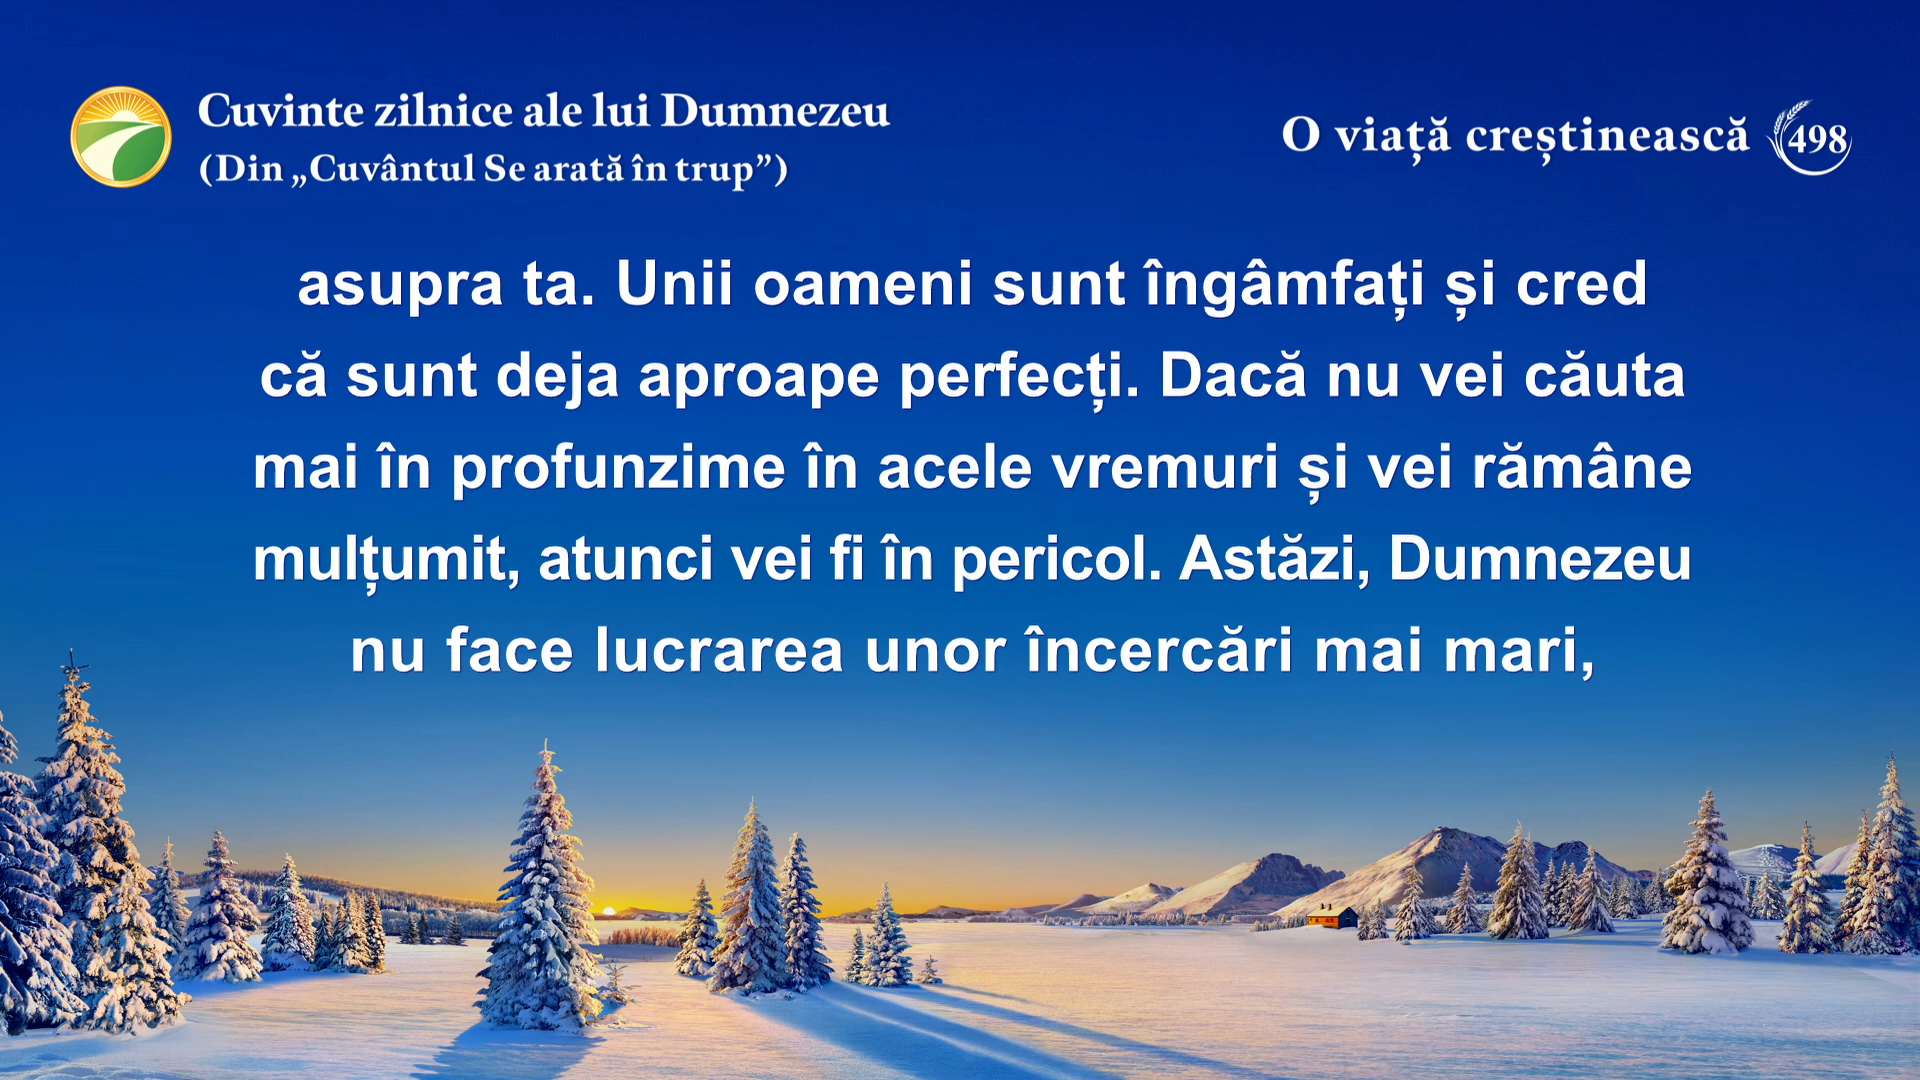 Cuvinte zilnice ale lui Dumnezeu
(Din „Cuvântul Se arată în trup”)
O viață creștinească 498
asupra ta. Unii oameni sunt îngâmfați și cred
că sunt deja aproape perfecți. Dacă nu vei căuta
mai în profunzime în acele vremuri și vei rămâne
mulțumit, atunci vei fi în pericol. Astăzi, Dumnezeu
nu face lucrarea unor încercări mai mari,